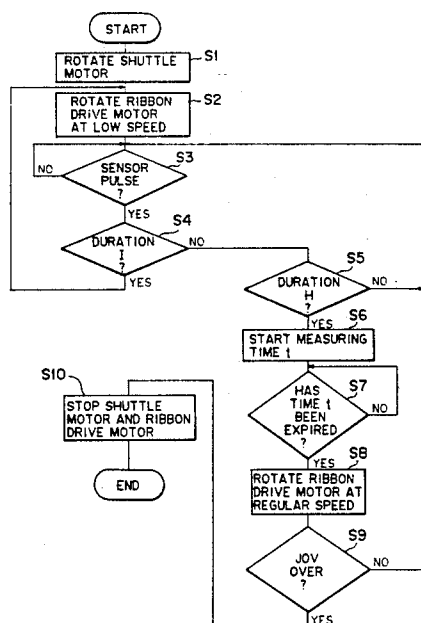 START
ROTATE SHUTTLE
MOTOR
S1
ROTATE RIBBON
DRIVE MOTOR
AT LOW SPEED
S2
SENSOR
PULSE
?
S3
NO
YES
DURATION
I
?
S4
NO
YES
DURATION
H
?
S5
NO
YES
START MEASURING
TIME t
S6
HAS
TIME t
BEEN
EXPIRED
?
S7
NO
YES
ROTATE RIBBON
DRIVE MOTOR AT
REGULAR SPEED
S8
JOV
OVER
?
S9
NO
YES
S10
STOP SHUTTLE
MOTOR AND RIBBON
DRIVE MOTOR
END